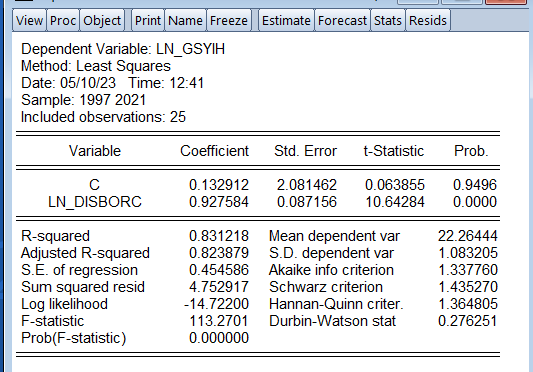 View Proc Object Print Name Freeze Estimate Forecast Stats Resids
Dependent Variable: LN_GSYIH
Method: Least Squares
Date: 05/10/23 Time: 12:41
Sample: 1997 2021
Included observations: 25
Variable Coefficient Std. Error t-Statistic Prob.
C 0.132912 2.081462 0.063855 0.9496
LN_DISBORC 0.927584 0.087156 10.64284 0.0000
R-squared 0.831218 Mean dependent var 22.26444
Adjusted R-squared 0.823879 S.D. dependent var 1.083205
S.E. of regression 0.454586 Akaike info criterion 1.337760
Sum squared resid 4.752917 Schwarz criterion 1.435270
Log likelihood -14.72200 Hannan-Quinn criter. 1.364805
F-statistic 113.2701 Durbin-Watson stat 0.276251
Prob(F-statistic) 0.000000